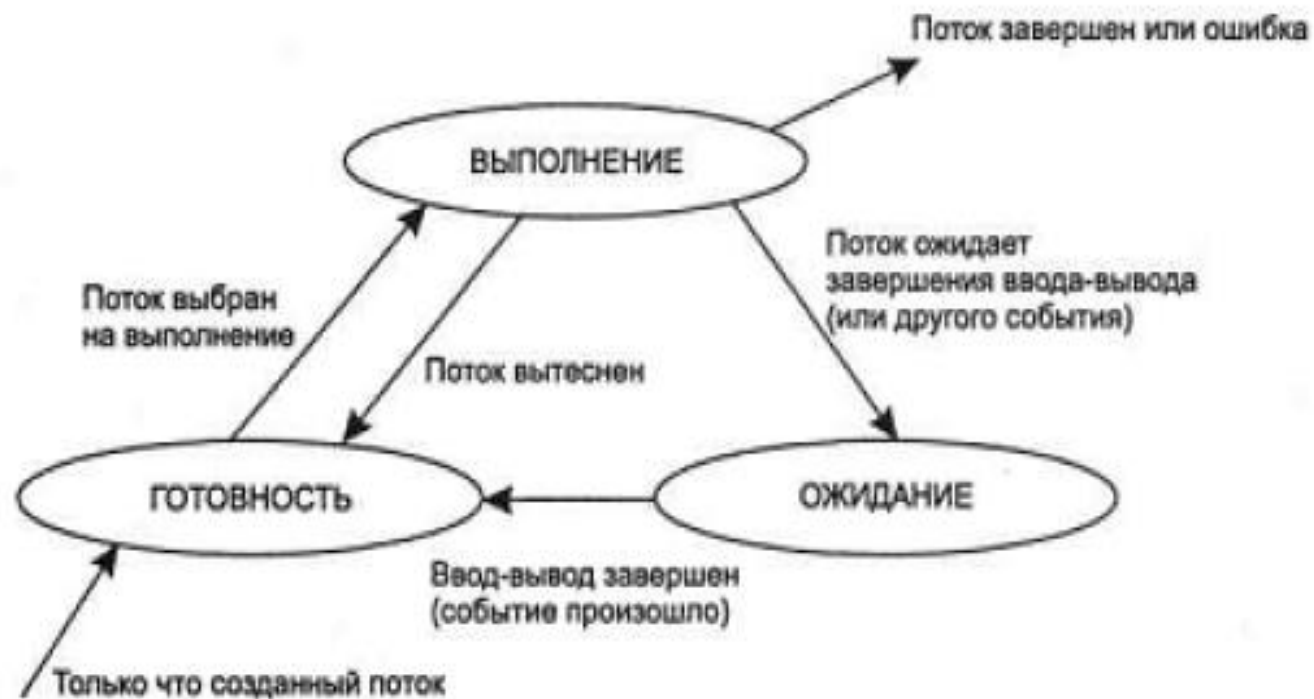 Поток завершен или ошибка
ВЫПОЛНЕНИЕ
Поток ожидает
завершения ввода-вывода
(или другого события)
Поток выбран
на выполнение
Поток вытеснен
ГОТОВНОСТЬ
ОЖИДАНИЕ
Ввод-вывод завершен
(событие произошло)
Только что созданный поток